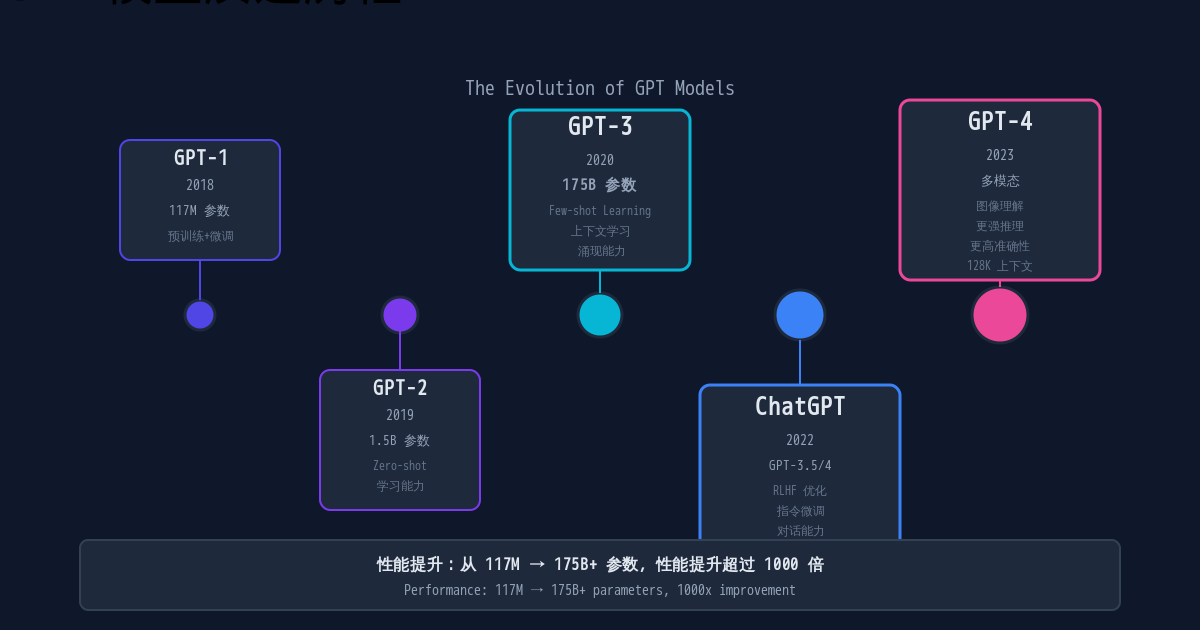 The Evolution of GPT Models
GPT-1
2018
117M 参数
预训练+微调
GPT-2
2019
1.5B 参数
Zero-shot
学习能力
GPT-3
2020
175B 参数
Few-shot Learning
上下文学习
涌现能力
ChatGPT
2022
GPT-3.5/4
RLHF 优化
指令微调
对话能力
GPT-4
2023
多模态
图像理解
更强推理
更高准确性
128K 上下文
性能提升：从 117M → 175B+ 参数，性能提升超过 1000 倍
Performance: 117M → 175B+ parameters, 1000x improvement